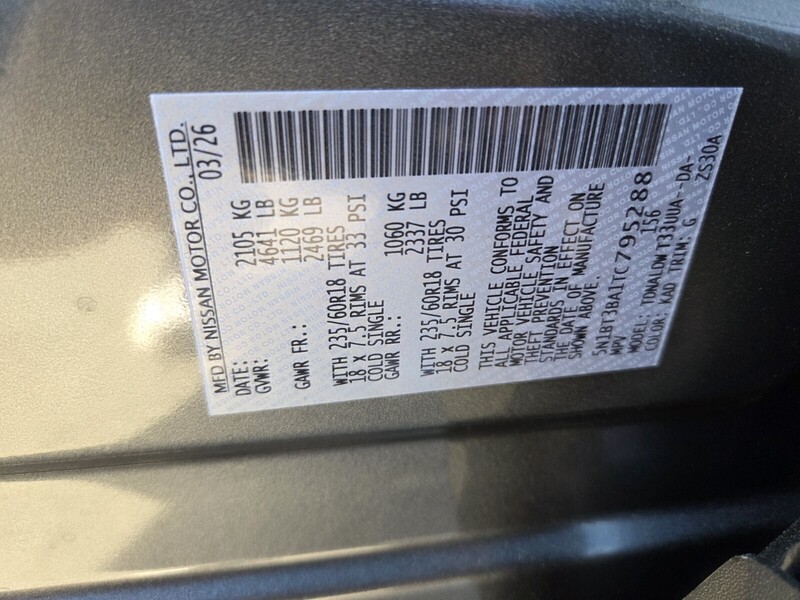 MFD BY NISSAN MOTOR CO., LTD.
DATE: 03/26
GVWR: 2105 KG
4641 LB
GAWR FR.: 1120 KG
2469 LB
WITH 235/60R18 TIRES
18 x 7.5 RIMS AT 33 PSI
COLD SINGLE
GAWR RR.: 1060 KG
2337 LB
WITH 235/60R18 TIRES
18 x 7.5 RIMS AT 30 PSI
COLD SINGLE
THIS VEHICLE CONFORMS TO
ALL APPLICABLE FEDERAL
MOTOR VEHICLE SAFETY AND
THEFT PREVENTION
STANDARDS IN EFFECT ON
THE DATE OF MANUFACTURE
SHOWN ABOVE.
5N1BT3BA1TC795288
MPV 156
MODEL: TDNALDW T33UUA--DA-
COLOR: KAD TRIM: G ZS30A